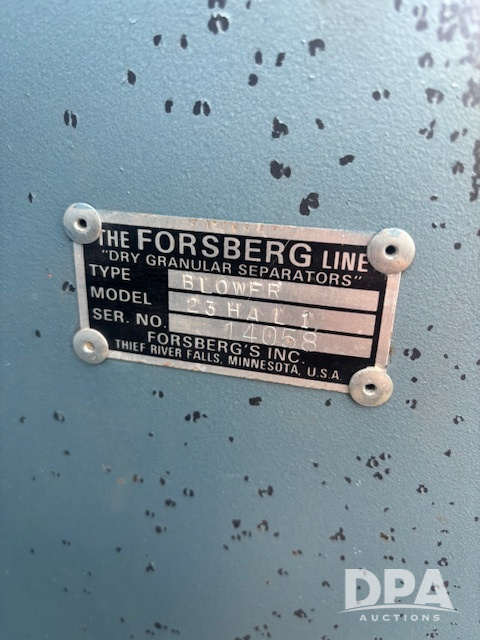 THE FORSBERG LINE
"DRY GRANULAR SEPARATORS"
TYPE BLOWER
MODEL 23HAL I
SER. NO. 14058
FORSBERG'S INC.
THIEF RIVER FALLS, MINNESOTA, U.S.A.
DPA
AUCTIONS